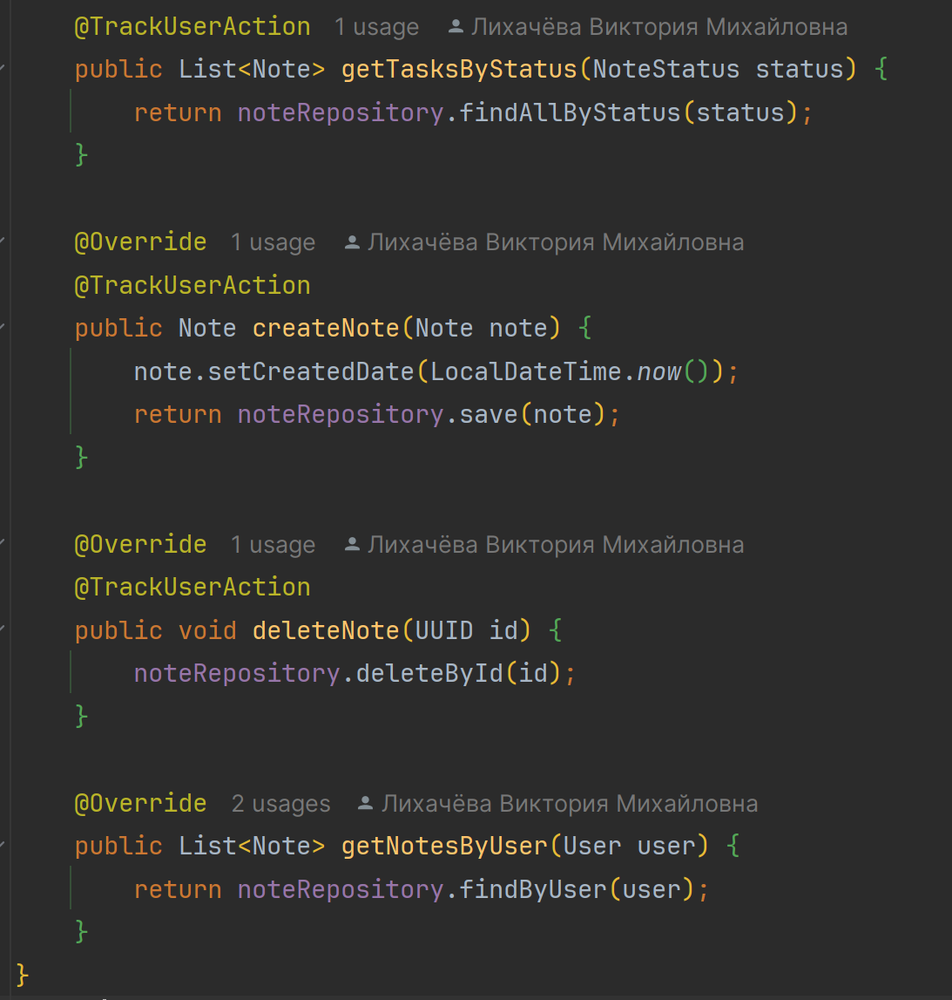 @TrackUserAction 1 usage Лихачёва Виктория Михайловна
public List<Note> getTasksByStatus(NoteStatus status) {
return noteRepository.findAllByStatus(status);
}
@Override 1 usage Лихачёва Виктория Михайловна
@TrackUserAction
public Note createNote(Note note) {
note.setCreatedDate(LocalDateTime.now());
return noteRepository.save(note);
}
@Override 1 usage Лихачёва Виктория Михайловна
@TrackUserAction
public void deleteNote(UUID id) {
noteRepository.deleteById(id);
}
@Override 2 usages Лихачёва Виктория Михайловна
public List<Note> getNotesByUser(User user) {
return noteRepository.findByUser(user);
}
}